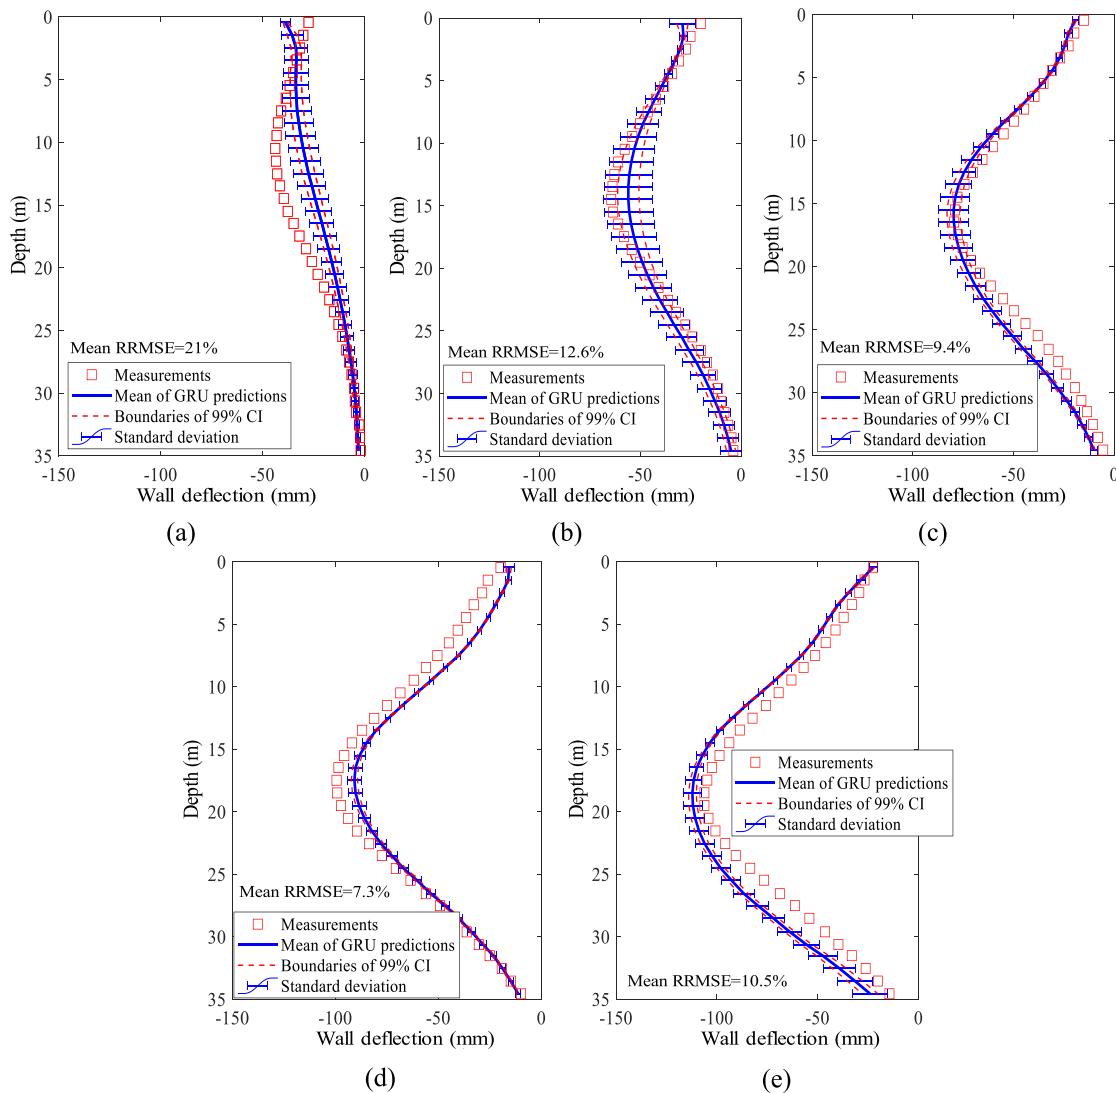 0
5
10
15
20
25
30
35
Depth (m)
Mean RRMSE=21%
Measurements
Mean of GRU predictions
Boundaries of 99% CI
Standard deviation
-150 -100 -50 0
Wall deflection (mm)
(a)
0
5
10
15
20
25
30
35
Depth (m)
Mean RRMSE=12.6%
Measurements
Mean of GRU predictions
Boundaries of 99% CI
Standard deviation
-150 -100 -50 0
Wall deflection (mm)
(b)
0
5
10
15
20
25
30
35
Depth (m)
Mean RRMSE=9.4%
Measurements
Mean of GRU predictions
Boundaries of 99% CI
Standard deviation
-150 -100 -50 0
Wall deflection (mm)
(c)
0
5
10
15
20
25
30
35
Depth (m)
Mean RRMSE=7.3%
Measurements
Mean of GRU predictions
Boundaries of 99% CI
Standard deviation
-150 -100 -50 0
Wall deflection (mm)
(d)
0
5
10
15
20
25
30
35
Depth (m)
Measurements
Mean of GRU predictions
Boundaries of 99% CI
Standard deviation
Mean RRMSE=10.5%
-150 -100 -50 0
Wall deflection (mm)
(e)